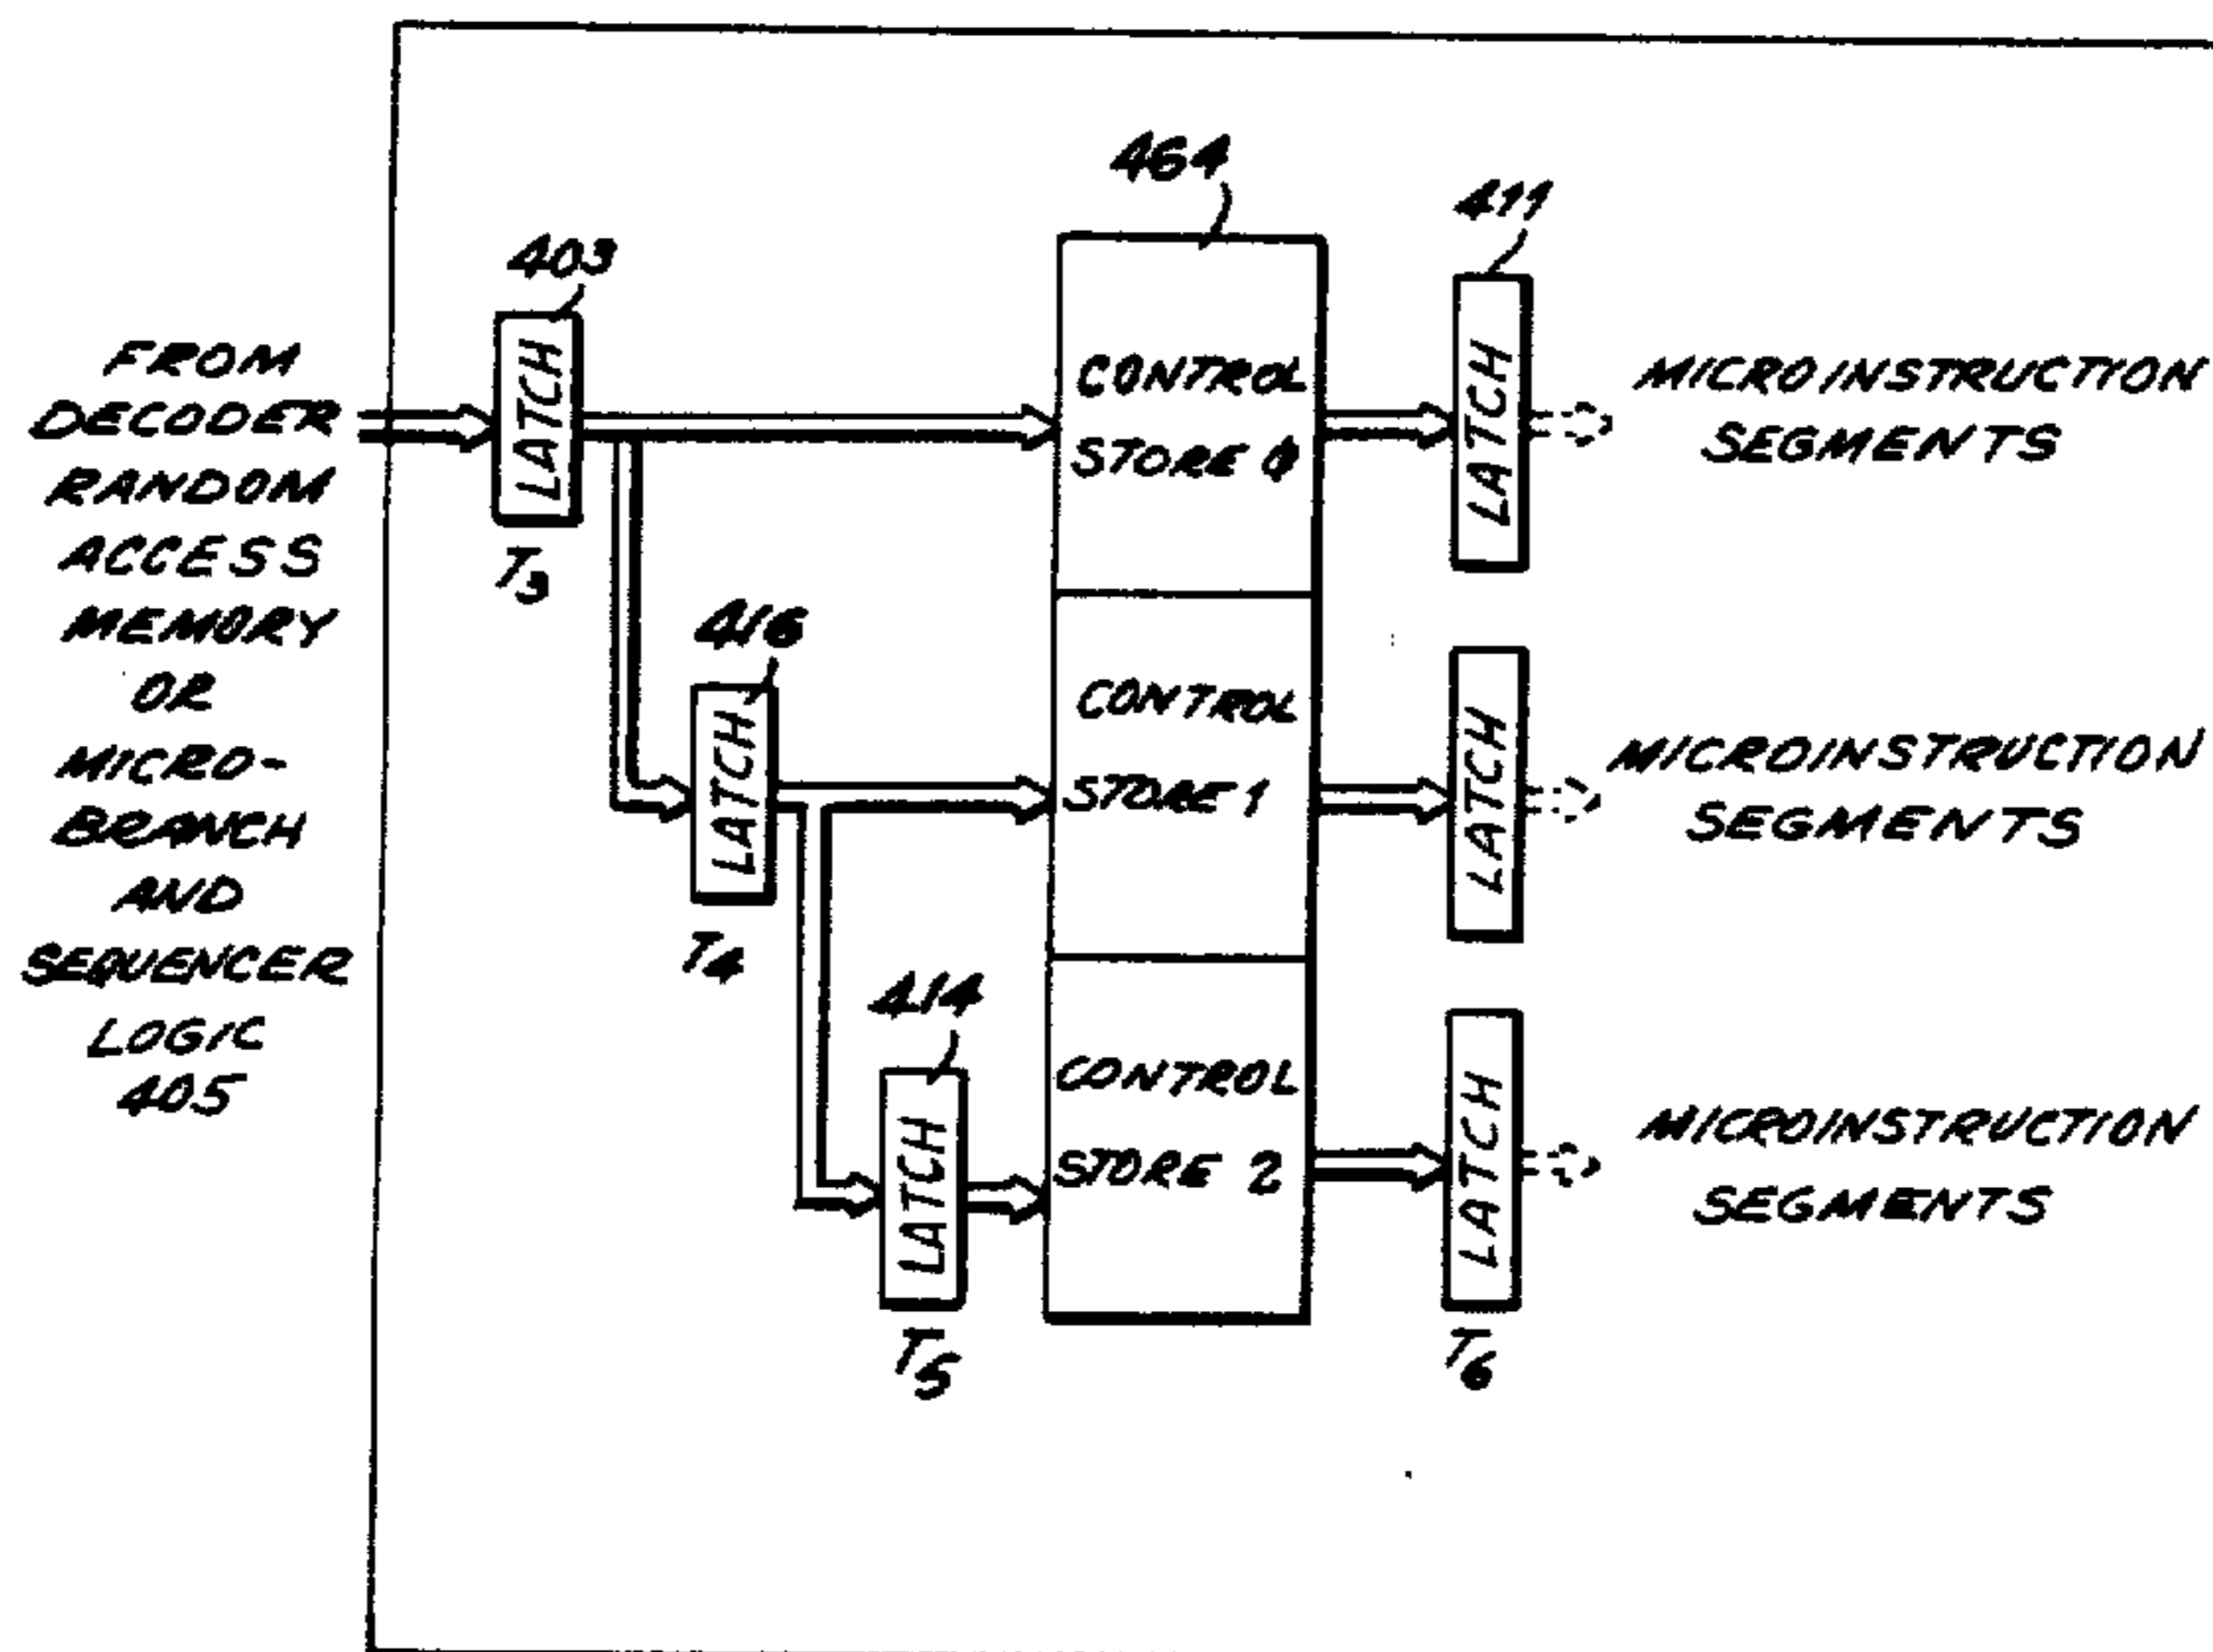 FROM
DECODER
RANDOM
ACCESS
MEMORY
OR
MICRO-
BRANCH
AND
SEQUENCER
LOGIC
405
403
LATCH
T3
416
LATCH
T4
414
LATCH
T5
464
CONTROL
STORE 0
CONTROL
STORE 1
CONTROL
STORE 2
411
LATCH
LATCH
LATCH
T6
MICROINSTRUCTION
SEGMENTS
MICROINSTRUCTION
SEGMENTS
MICROINSTRUCTION
SEGMENTS